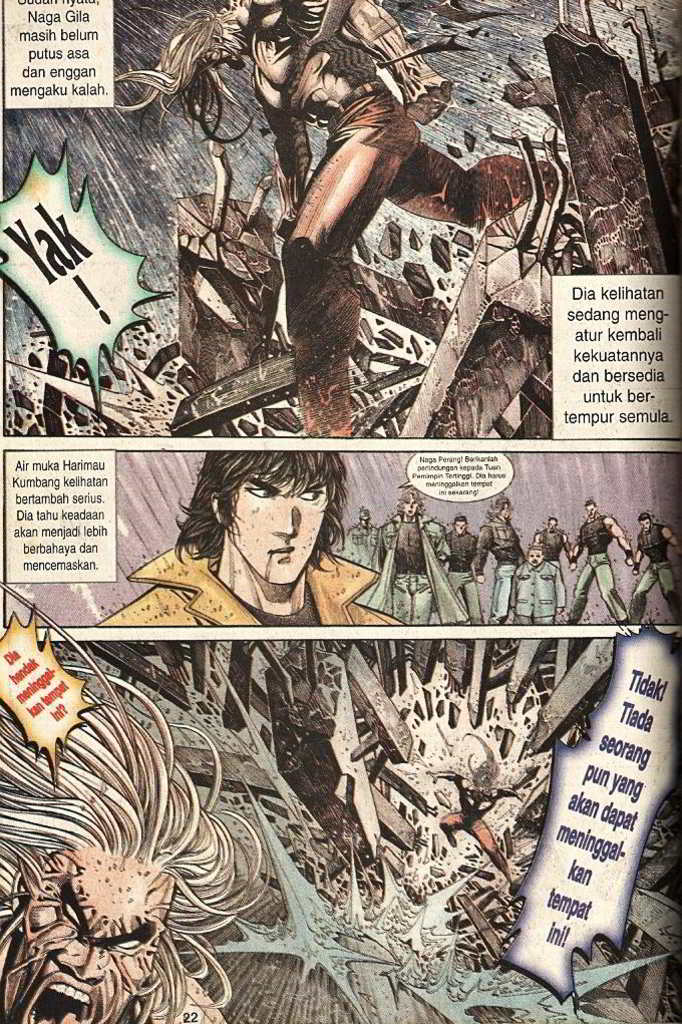 Sudah nyata,
Naga Gila
masih belum
putus asa
dan enggan
mengaku kalah.
Yak
!
Dia kelihatan
sedang meng-
atur kembali
kekuatannya
dan bersedia
untuk ber-
tempur semula.
Air muka Harimau
Kumbang kelihatan
bertambah serius.
Dia tahu keadaan
akan menjadi lebih
berbahaya dan
mencemaskan.
Naga Perang! Berikanlah
perlindungan kepada Tuan
Pemimpin Tertinggi. Dia harus
meninggalkan tempat
ini sekarang!
Dia
hendak
meninggal-
kan tempat
ini?
Tidak!
Tiada
seorang
pun yang
akan dapat
meninggal-
kan
tempat
ini!
22